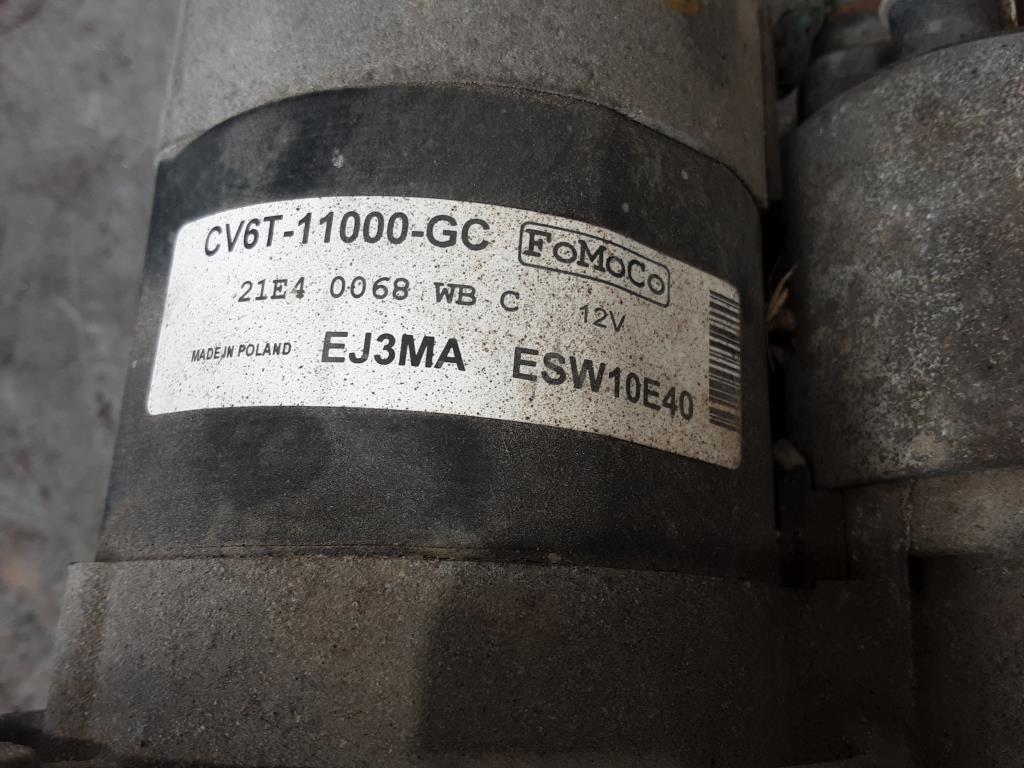 CV6T-11000-GC FoMoCo
21E4 0068 WB C 12V
MADE IN POLAND EJ3MA ESW10E40